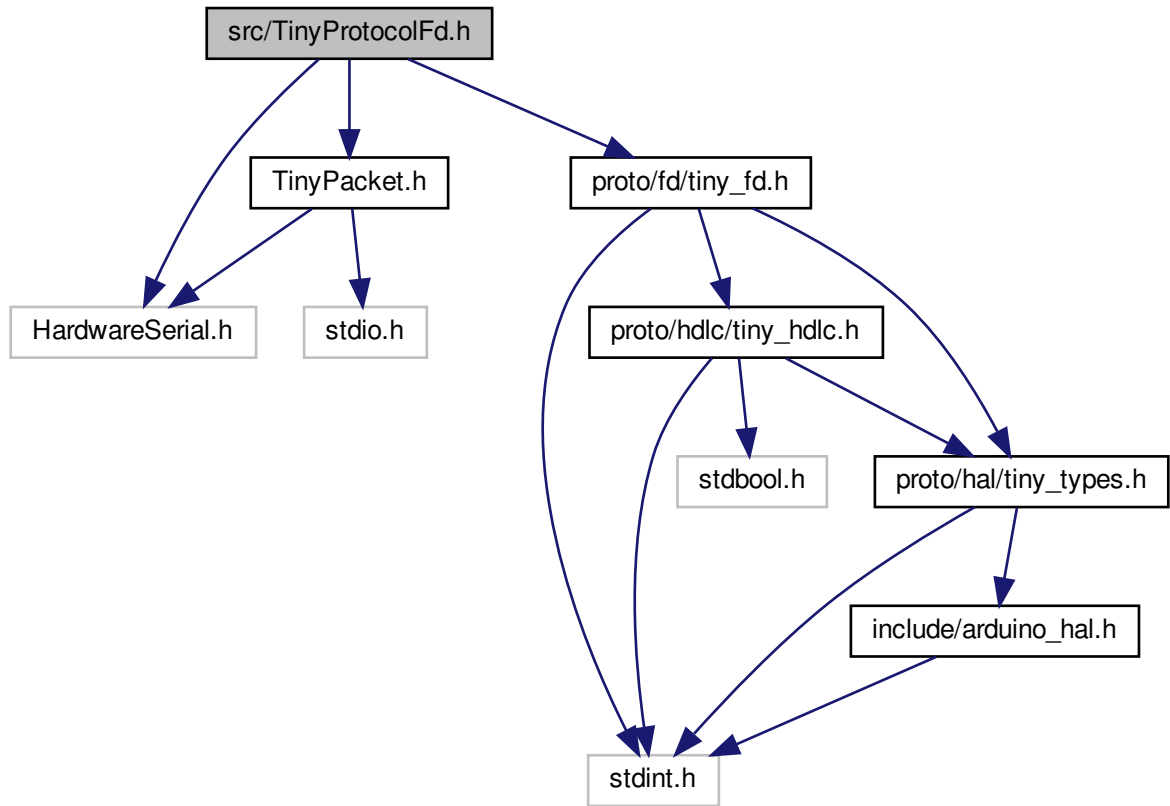 src/TinyProtocolFd.h
TinyPacket.h
proto/fd/tiny_fd.h
HardwareSerial.h
stdio.h
proto/hdlc/tiny_hdlc.h
stdbool.h
proto/hal/tiny_types.h
include/arduino_hal.h
stdint.h